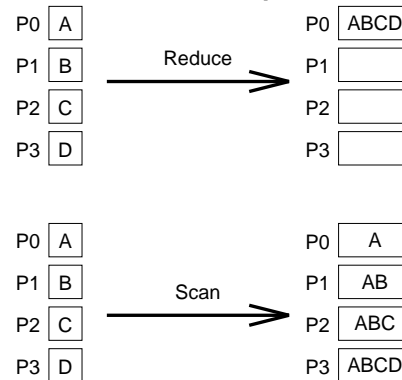 P0 A P0 ABCD
P1 B Reduce P1
P2 C P2
P3 D P3
P0 A P0 A
P1 B P1 AB
Scan
P2 C P2 ABC
P3 D P3 ABCD